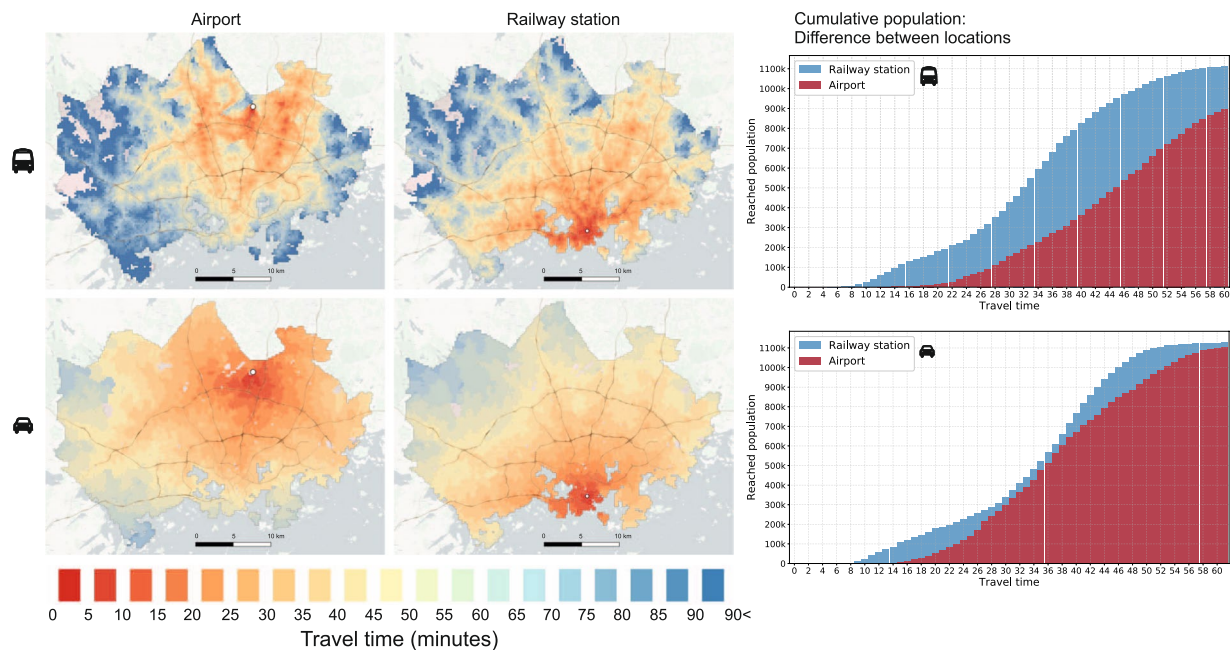 Airport
Railway station
Cumulative population:
Difference between locations
0 5 10 km
0 5 10 km
0 5 10 km
0 5 10 km
0 5 10 15 20 25 30 35 40 45 50 55 60 65 70 75 80 85 90 90<
Travel time (minutes)
Railway station
Airport
1100k
1000k
900k
800k
700k
600k
500k
400k
300k
200k
100k
0
Reached population
0 2 4 6 8 10 12 14 16 18 20 22 24 26 28 30 32 34 36 38 40 42 44 46 48 50 52 54 56 58 60
Travel time
Railway station
Airport
1100k
1000k
900k
800k
700k
600k
500k
400k
300k
200k
100k
0
Reached population
0 2 4 6 8 10 12 14 16 18 20 22 24 26 28 30 32 34 36 38 40 42 44 46 48 50 52 54 56 58 60
Travel time